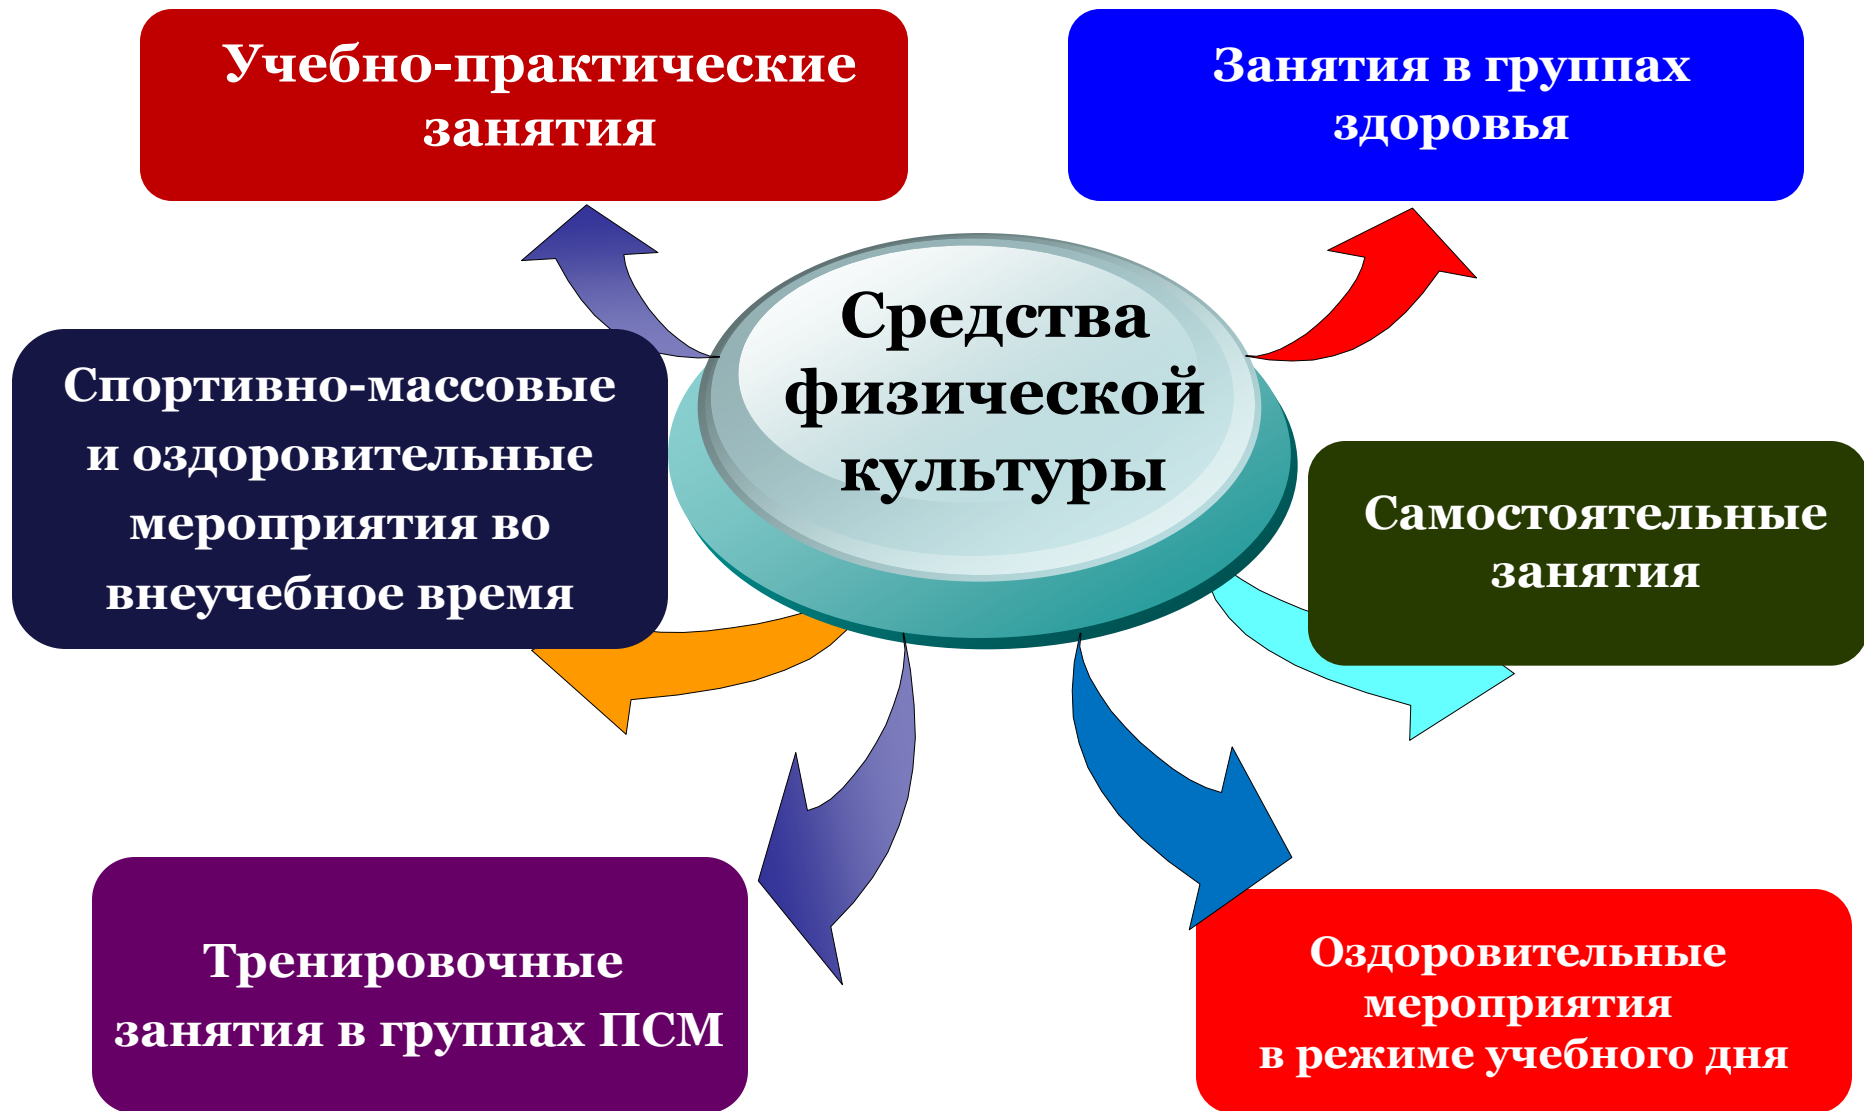 Учебно-практические
занятия
Занятия в группах
здоровья
Средства
физической
культуры
Спортивно-массовые
и оздоровительные
мероприятия во
внеучебное время
Самостоятельные
занятия
Тренировочные
занятия в группах ПСМ
Оздоровительные
мероприятия
в режиме учебного дня